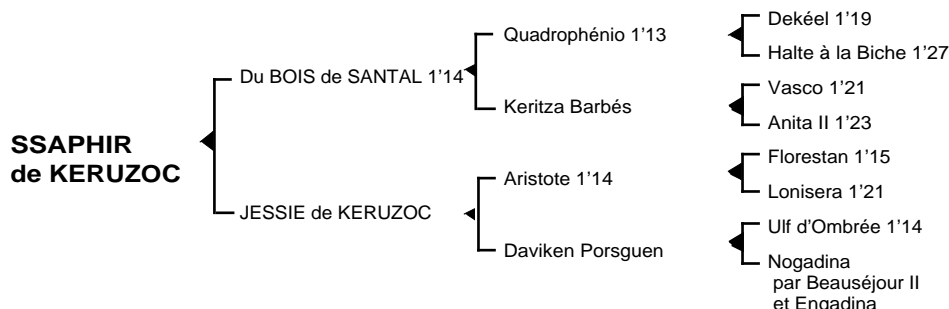 SSAPHIR
de KERUZOC
Du BOIS de SANTAL 1’14
JESSIE de KERUZOC
Quadrophénio 1’13
Keritza Barbés
Aristote 1’14
Daviken Porsguen
Dekéel 1’19
Halte à la Biche 1’27
Vasco 1’21
Anita II 1’23
Florestan 1’15
Lonisera 1’21
Ulf d’Ombrée 1’14
Nogadina
par Beauséjour II
et Engadina